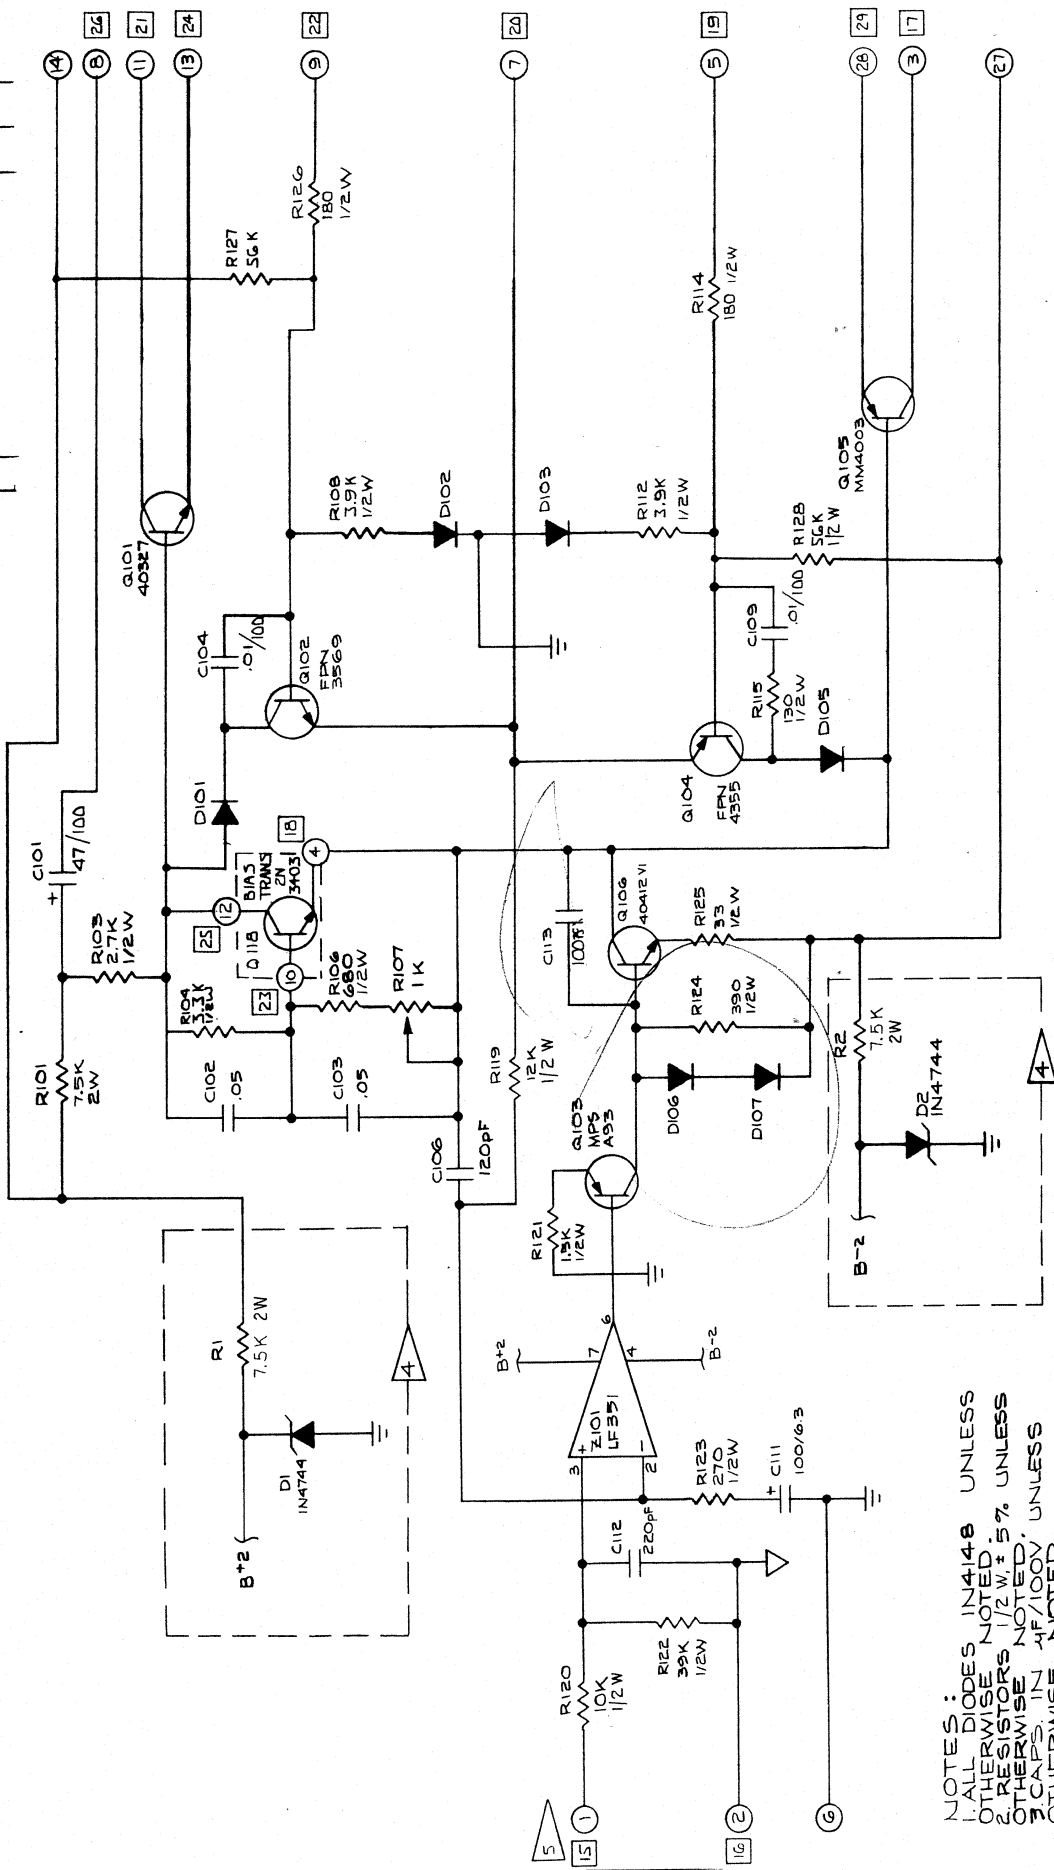 14
8
26
11
21
13
24
9
22
7
20
5
19
28
29
3
17
27
R126
180
1/2W
R127
56K
R114
180 1/2W
Q101
40327
R108
3.9K
1/2W
D102
D103
R112
3.9K
1/2W
Q105
MM4003
R128
56K
1/2W
C104
.01/100
Q102
FPN
3569
C109
.01/100
R115
130
1/2W
D105
Q104
FPN
4355
D101
C101
+
47/100
R103
2.7K
1/2W
BIAS
TRANS
2N
3403
Q118
12
25
18
4
10
23
R104
3.3K
1/2W
R106
680
1/2W
R107
1K
C113
Q106
40412V1
R125
33
1/2W
R124
390
1/2W
R101
7.5K
2W
C102
.05
C103
.05
C106
120pF
R119
12K
1/2W
D106
D107
Q103
MPS
A93
R2
7.5K
2W
D2
1N4744
4
B-2
R121
1/2W
R1
7.5K 2W
D1
1N4744
4
B+2
B+2
7
6
4
B-2
Z101
LF351
3
+
2
-
R123
270
1/2W
+
C111
100/6.3
C112
220pF
R120
10K
1/2W
R122
39K
1/2W
5
15
1
16
2
6
NOTES:
1. ALL DIODES IN4148 UNLESS
OTHERWISE NOTED.
2. RESISTORS 1/2W, ± 5% UNLESS
OTHERWISE NOTED.
3. CAPS. IN µF/100V UNLESS
OTHERWISE NOTED